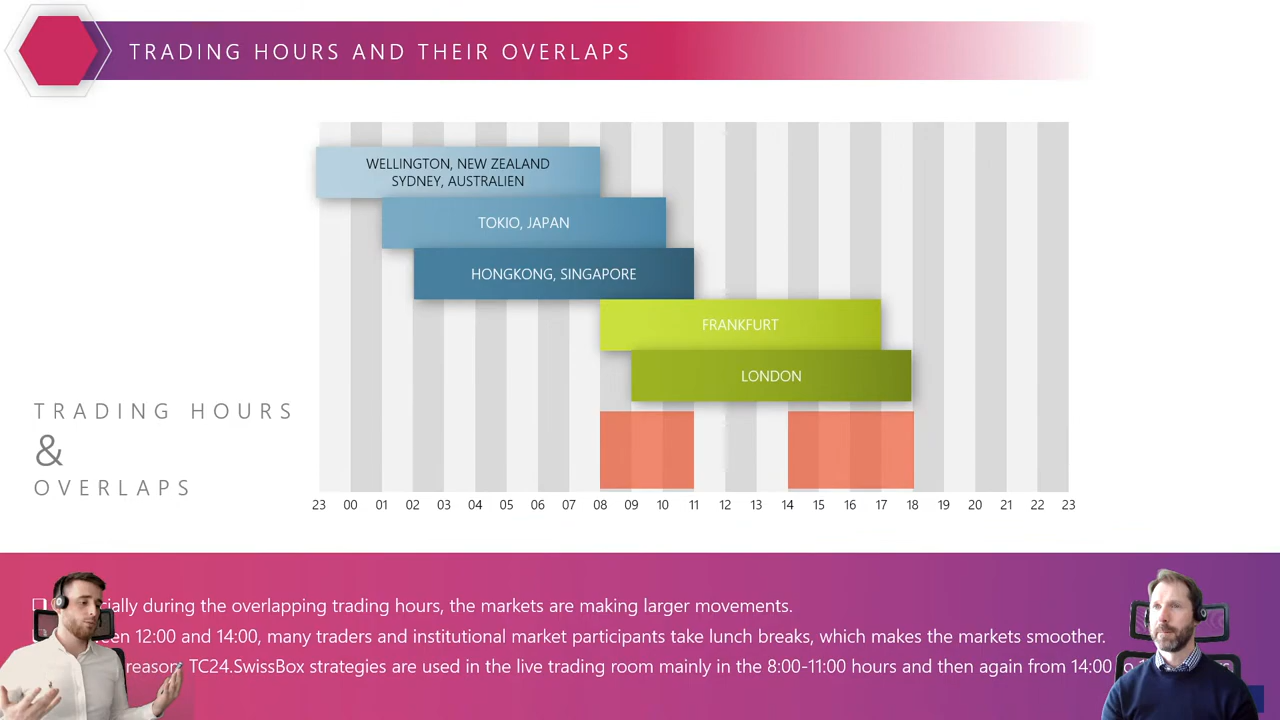 TRADING HOURS AND THEIR OVERLAPS
WELLINGTON, NEW ZEALAND
SYDNEY, AUSTRALIEN
TOKIO, JAPAN
HONGKONG, SINGAPORE
FRANKFURT
LONDON
TRADING HOURS
&
OVERLAPS
23 00 01 02 03 04 05 06 07 08 09 10 11 12 13 14 15 16 17 18 19 20 21 22 23
during the overlapping trading hours, the markets are making larger movements.
12:00 and 14:00, many traders and institutional market participants take lunch breaks, which makes the markets smoother.
reason: TC24.SwissBox strategies are used in the live trading room mainly in the 8:00-11:00 hours and then again from 14:00